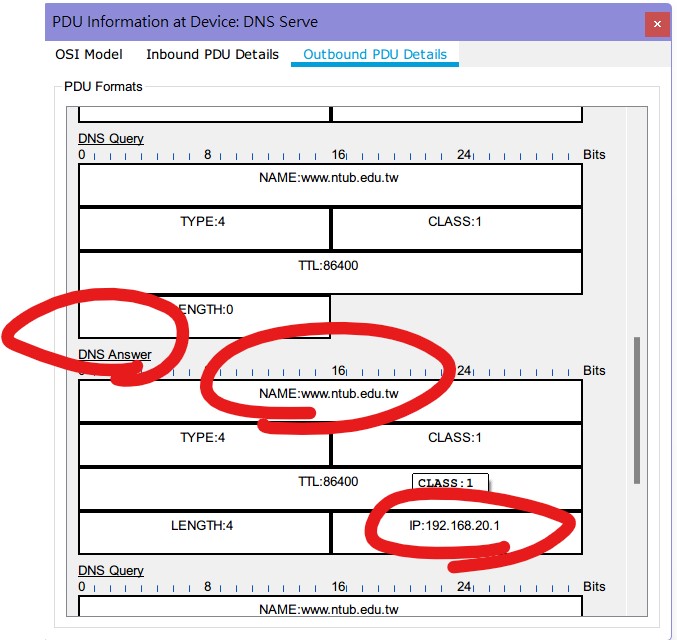 PDU Information at Device: DNS Serve
OSI Model Inbound PDU Details Outbound PDU Details
PDU Formats
DNS Query
0 8 16 24 Bits
NAME:www.ntub.edu.tw
TYPE:4 CLASS:1
TTL:86400
ENGTH:0
DNS Answer
0 8 16 24 Bits
NAME:www.ntub.edu.tw
TYPE:4 CLASS:1
TTL:86400 CLASS:1
LENGTH:4 IP:192.168.20.1
DNS Query
0 8 16 24 Bits
NAME:www.ntub.edu.tw